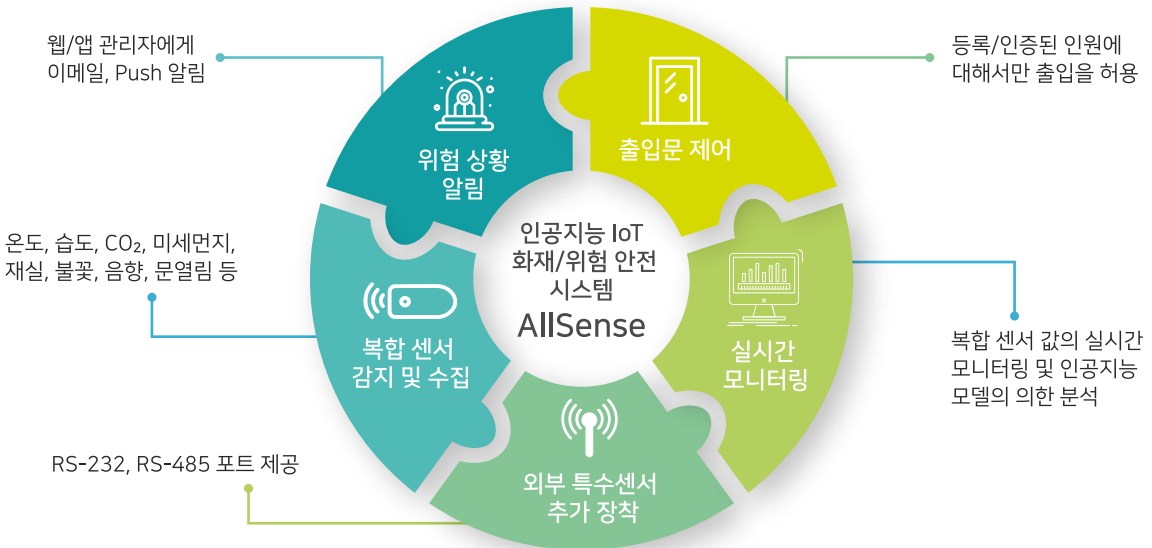 웹/앱 관리자에게
이메일, Push 알림
등록/인증된 인원에
대해서만 출입을 허용
위험 상황
알림
출입문 제어
인공지능 IoT
화재/위험 안전
시스템
AllSense
온도, 습도, CO₂, 미세먼지,
재실, 불꽃, 음향, 문열림 등
복합 센서
감지 및 수집
실시간
모니터링
복합 센서 값의 실시간
모니터링 및 인공지능
모델의 의한 분석
RS-232, RS-485 포트 제공
외부 특수센서
추가 장착